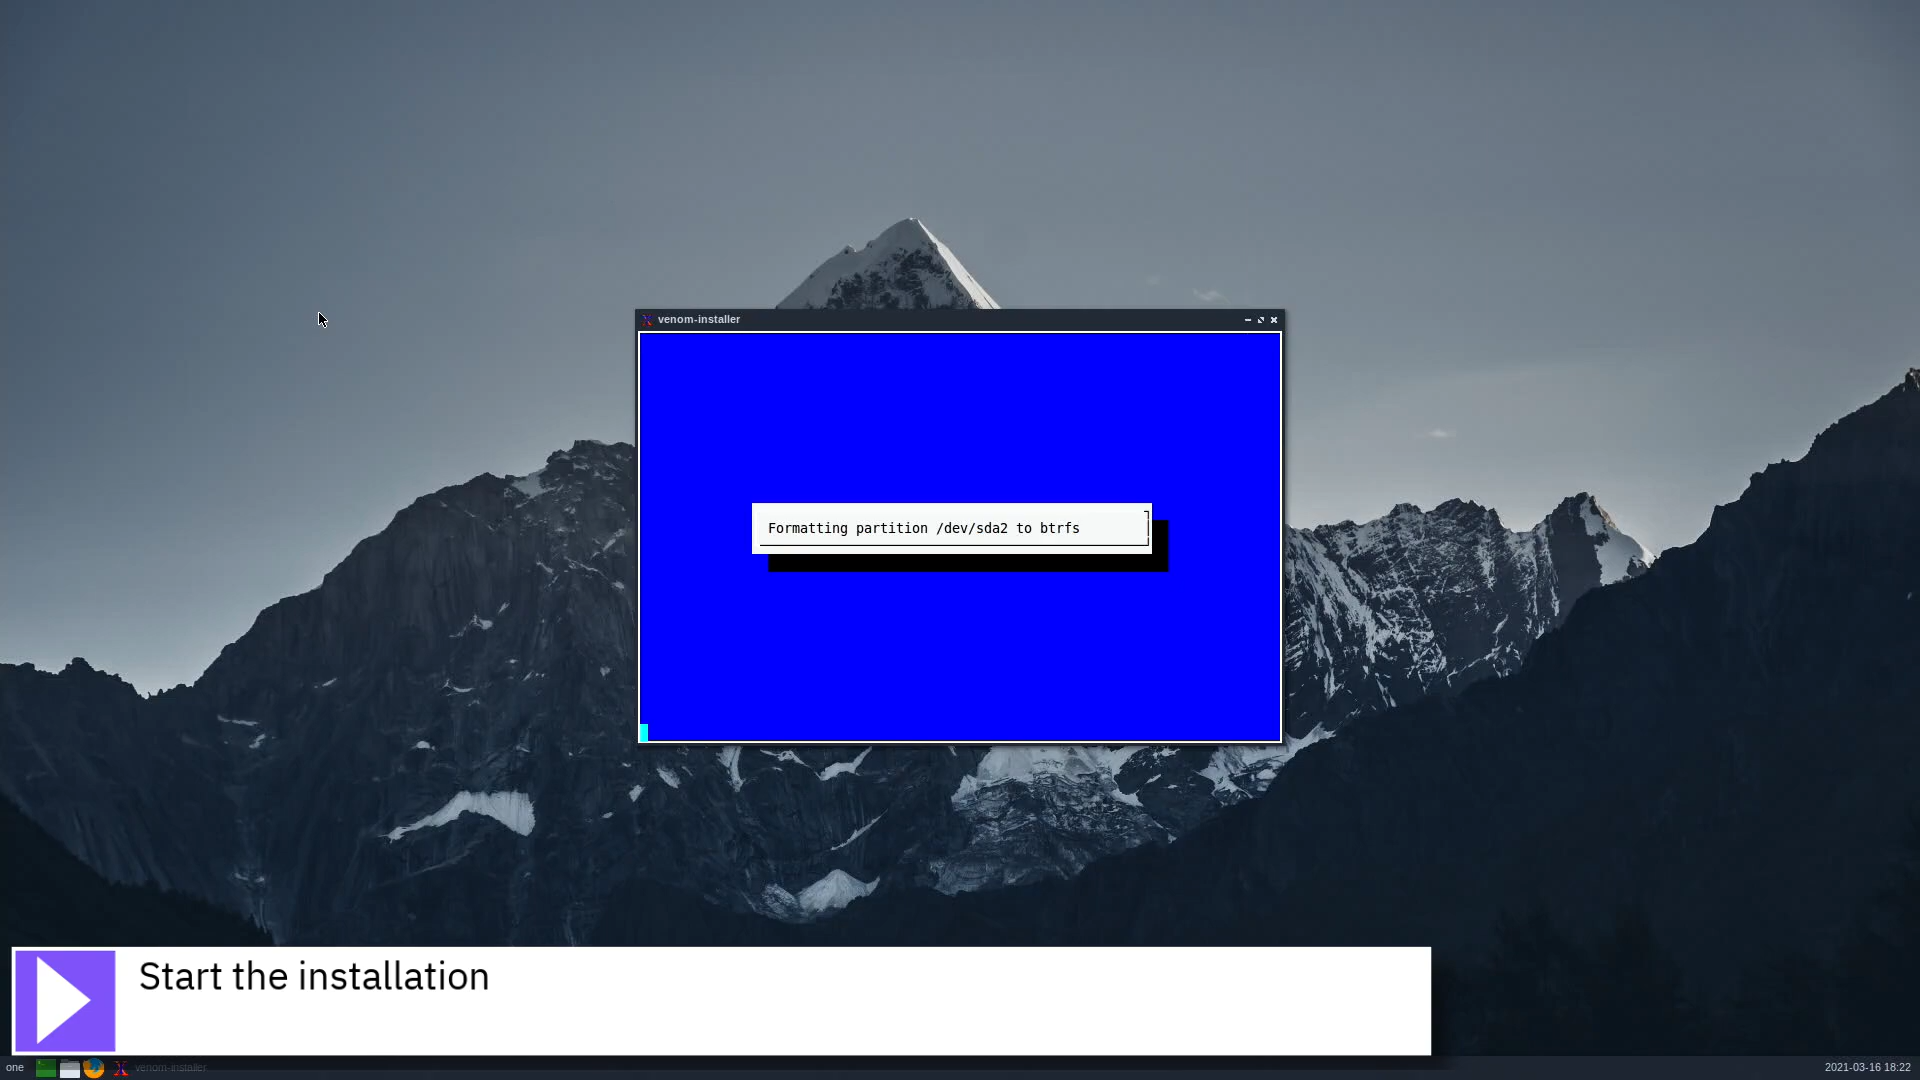 venom-installer
Formatting partition /dev/sda2 to btrfs
Start the installation
one
venom-installer
2021-03-16 18:22